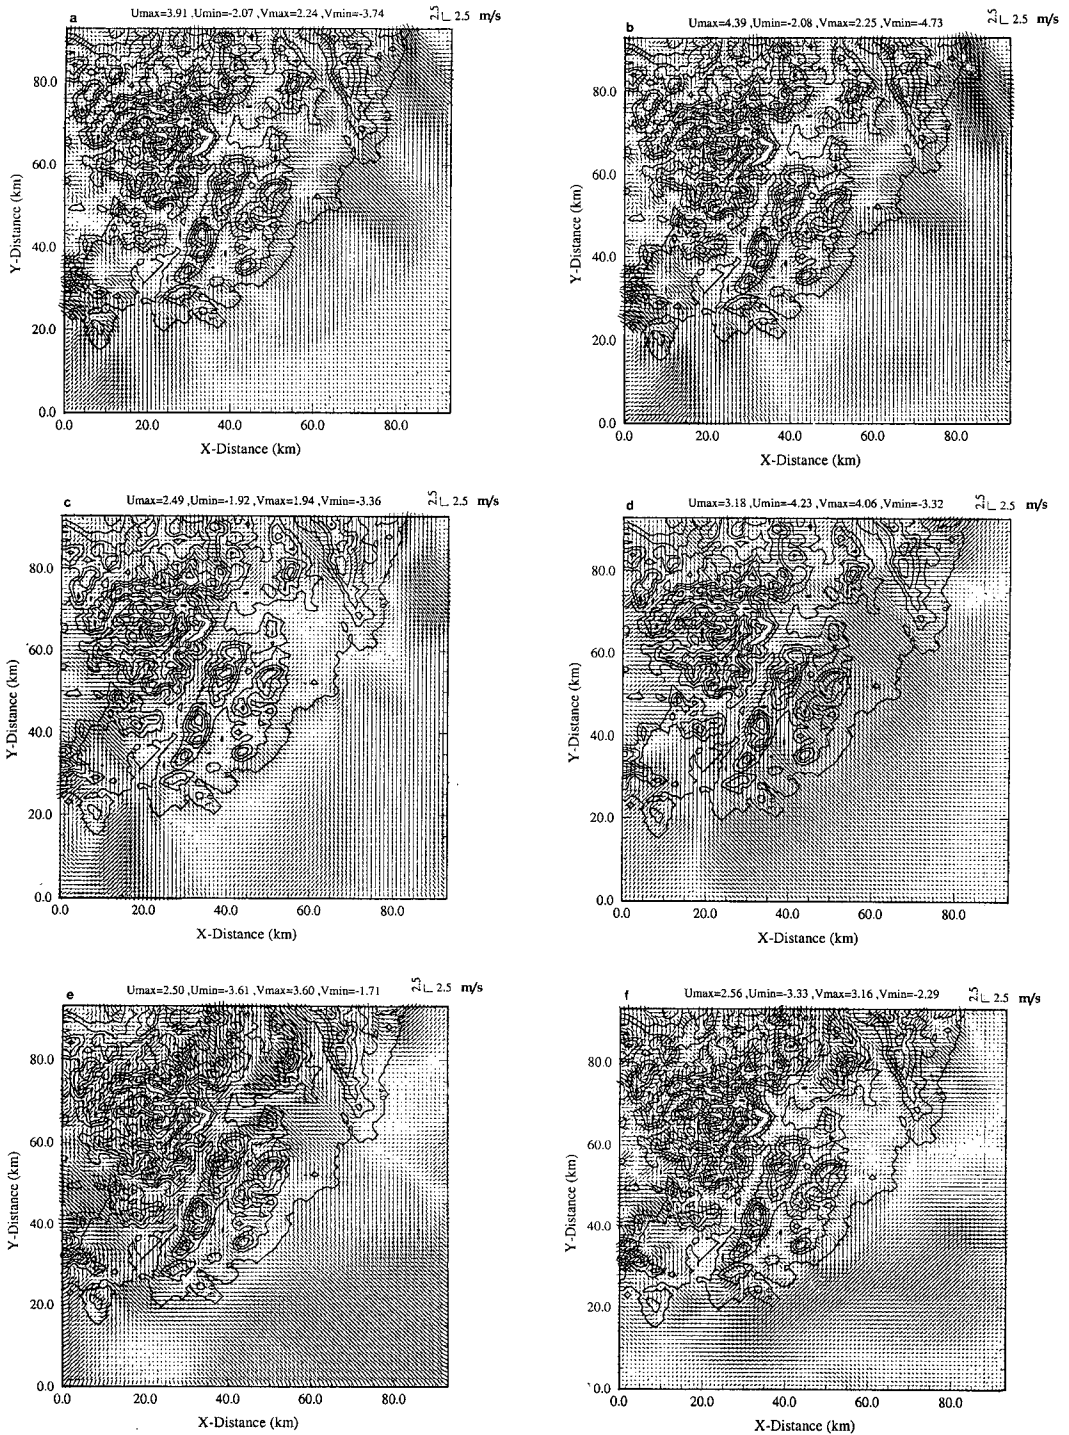 a
Umax=3.91 ,Umin=-2.07 ,Vmax=2.24 ,Vmin=-3.74
2.5
2.5 m/s
80.0
60.0
40.0
20.0
0.0
Y-Distance (km)
0.0 20.0 40.0 60.0 80.0
X-Distance (km)
b
Umax=4.39 ,Umin=-2.08 ,Vmax=2.25 ,Vmin=-4.73
2.5
2.5 m/s
80.0
60.0
40.0
20.0
0.0
Y-Distance (km)
0.0 20.0 40.0 60.0 80.0
X-Distance (km)
c
Umax=2.49 ,Umin=-1.92 ,Vmax=1.94 ,Vmin=-3.36
2.5
2.5 m/s
80.0
60.0
40.0
20.0
0.0
Y-Distance (km)
0.0 20.0 40.0 60.0 80.0
X-Distance (km)
d
Umax=3.18 ,Umin=-4.23 ,Vmax=4.06 ,Vmin=-3.32
2.5
2.5 m/s
80.0
60.0
40.0
20.0
0.0
Y-Distance (km)
0.0 20.0 40.0 60.0 80.0
X-Distance (km)
e
Umax=2.50 ,Umin=-3.61 ,Vmax=3.60 ,Vmin=-1.71
2.5
2.5 m/s
80.0
60.0
40.0
20.0
0.0
Y-Distance (km)
0.0 20.0 40.0 60.0 80.0
X-Distance (km)
f
Umax=2.56 ,Umin=-3.33 ,Vmax=3.16 ,Vmin=-2.29
2.5
2.5 m/s
80.0
60.0
40.0
20.0
0.0
Y-Distance (km)
0.0 20.0 40.0 60.0 80.0
X-Distance (km)